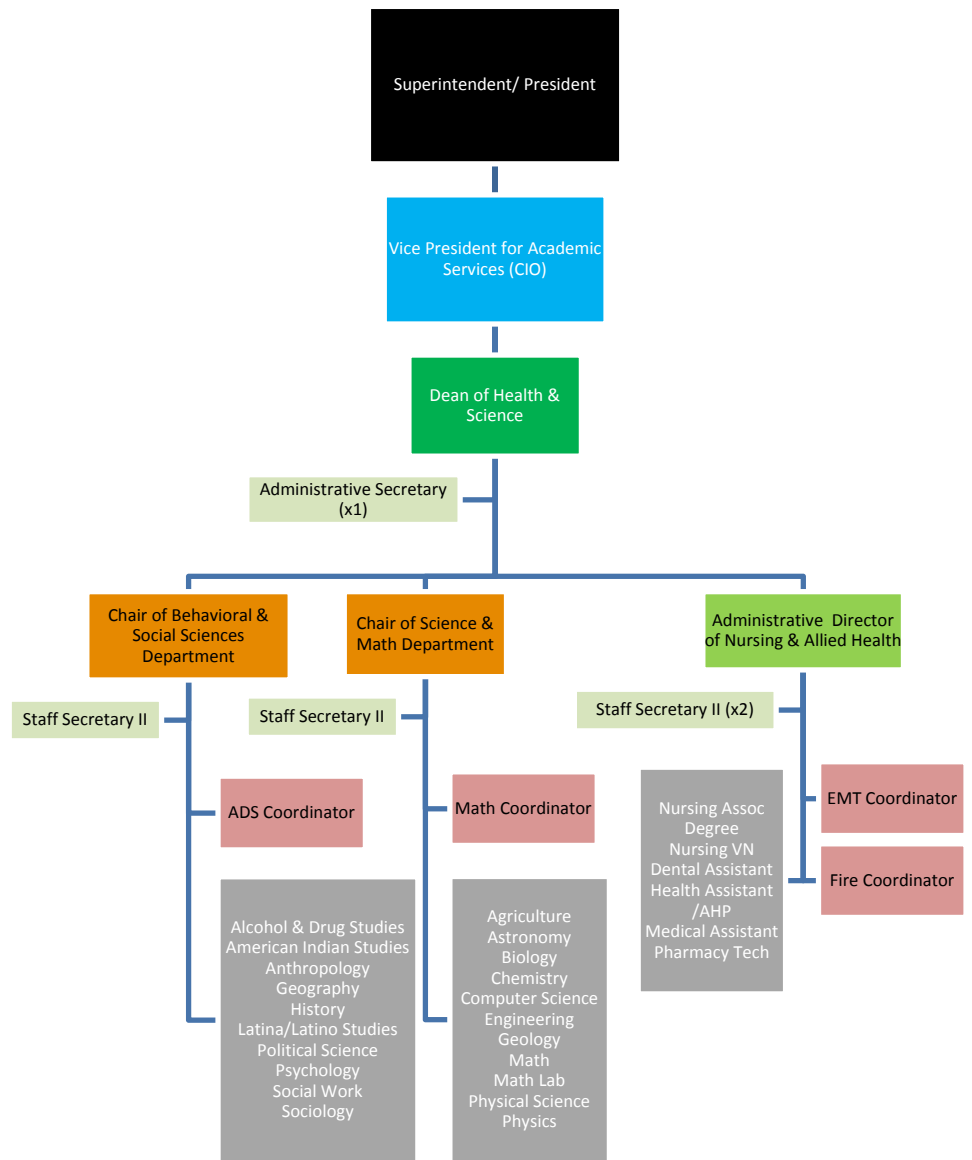 Superintendent/ President
Vice President for Academic
Services (CIO)
Dean of Health &
Science
Administrative Secretary
(x1)
Chair of Behavioral &
Social Sciences
Department
Chair of Science &
Math Department
Administrative  Director
of Nursing & Allied Health
Staff Secretary II
Staff Secretary II
Staff Secretary II (x2)
ADS Coordinator
Math Coordinator
Nursing Assoc
Degree
Nursing VN
Dental Assistant
Health Assistant
/AHP
Medical Assistant
Pharmacy Tech
EMT Coordinator
Fire Coordinator
Alcohol & Drug Studies
American Indian Studies
Anthropology
Geography
History
Latina/Latino Studies
Political Science
Psychology
Social Work
Sociology
Agriculture
Astronomy
Biology
Chemistry
Computer Science
Engineering
Geology
Math
Math Lab
Physical Science
Physics